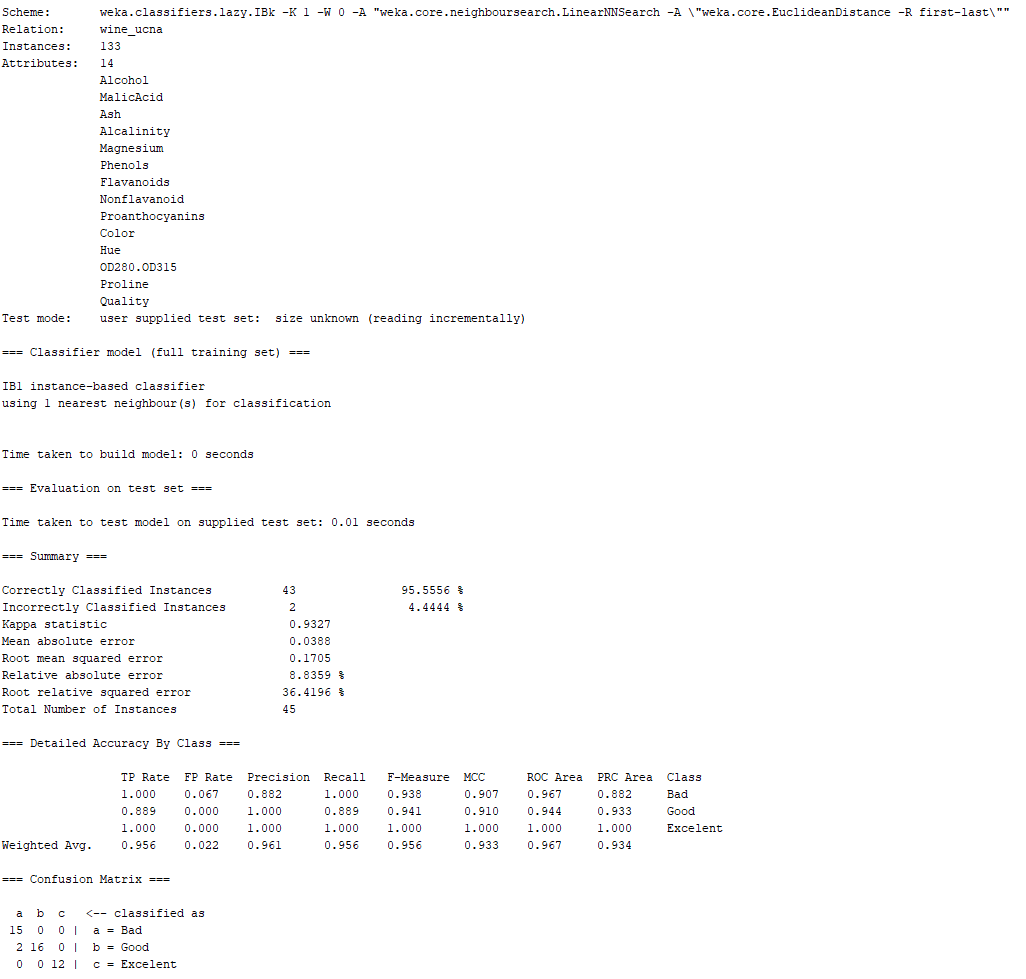 Scheme:       weka.classifiers.lazy.IBk -K 1 -W 0 -A "weka.core.neighboursearch.LinearNNSearch -A \"weka.core.EuclideanDistance -R first-last\""
Relation:     wine_ucna
Instances:    133
Attributes:   14
              Alcohol
              MalicAcid
              Ash
              Alcalinity
              Magnesium
              Phenols
              Flavanoids
              Nonflavanoid
              Proanthocyanins
              Color
              Hue
              OD280.OD315
              Proline
              Quality
Test mode:    user supplied test set:  size unknown (reading incrementally)
=== Classifier model (full training set) ===
IB1 instance-based classifier
using 1 nearest neighbour(s) for classification
Time taken to build model: 0 seconds
=== Evaluation on test set ===
Time taken to test model on supplied test set: 0.01 seconds
=== Summary ===
Correctly Classified Instances          43               95.5556 %
Incorrectly Classified Instances         2                4.4444 %
Kappa statistic                          0.9327
Mean absolute error                      0.0388
Root mean squared error                  0.1705
Relative absolute error                 8.8359 %
Root relative squared error             36.4196 %
Total Number of Instances               45
=== Detailed Accuracy By Class ===
                 TP Rate  FP Rate  Precision  Recall   F-Measure  MCC      ROC Area  PRC Area  Class
                 1.000    0.067    0.882      1.000    0.938      0.907    0.967     0.882     Bad
                 0.889    0.000    1.000      0.889    0.941      0.910    0.944     0.933     Good
                 1.000    0.000    1.000      1.000    1.000      1.000    1.000     1.000     Excelent
Weighted Avg.    0.956    0.022    0.961      0.956    0.956      0.933    0.967     0.934
=== Confusion Matrix ===
  a  b  c   <-- classified as
 15  0  0 |  a = Bad
  2 16  0 |  b = Good
  0  0 12 |  c = Excelent